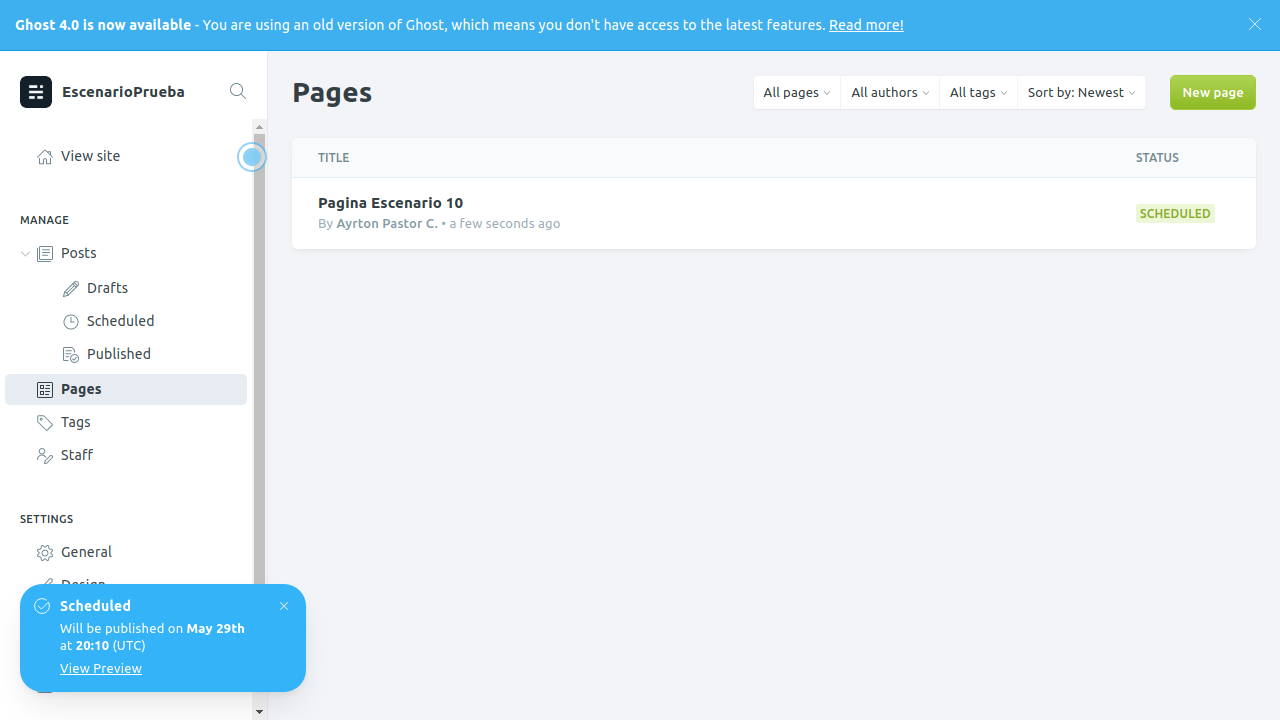 Ghost 4.0 is now available - You are using an old version of Ghost, which means you don't have access to the latest features. Read more!
EscenarioPrueba
View site
MANAGE
Posts
Drafts
Scheduled
Published
Pages
Tags
Staff
SETTINGS
General
Design
Scheduled
Will be published on May 29th
at 20:10 (UTC)
View Preview
Pages
All pages
All authors
All tags
Sort by: Newest
New page
TITLE
STATUS
Pagina Escenario 10
By Ayrton Pastor C. • a few seconds ago
SCHEDULED